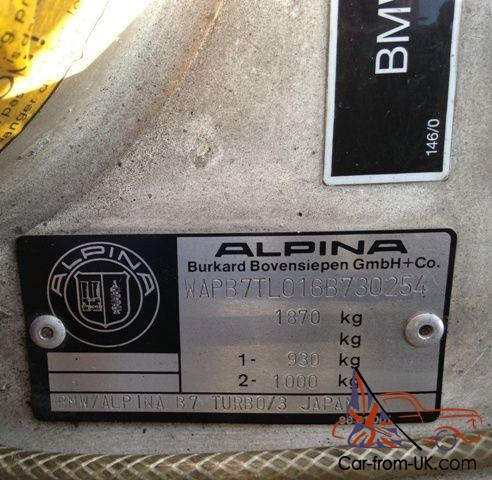 BMW
146/0
ALPINA
ALPINA
Burkard Bovensiepen GmbH+Co.
WAPB7TL016B730254
1870 kg
kg
1- 930 kg
2- 1000 kg
BMW/ALPINA B7 TURBO/3 JAPAN
Car-from-UK.com